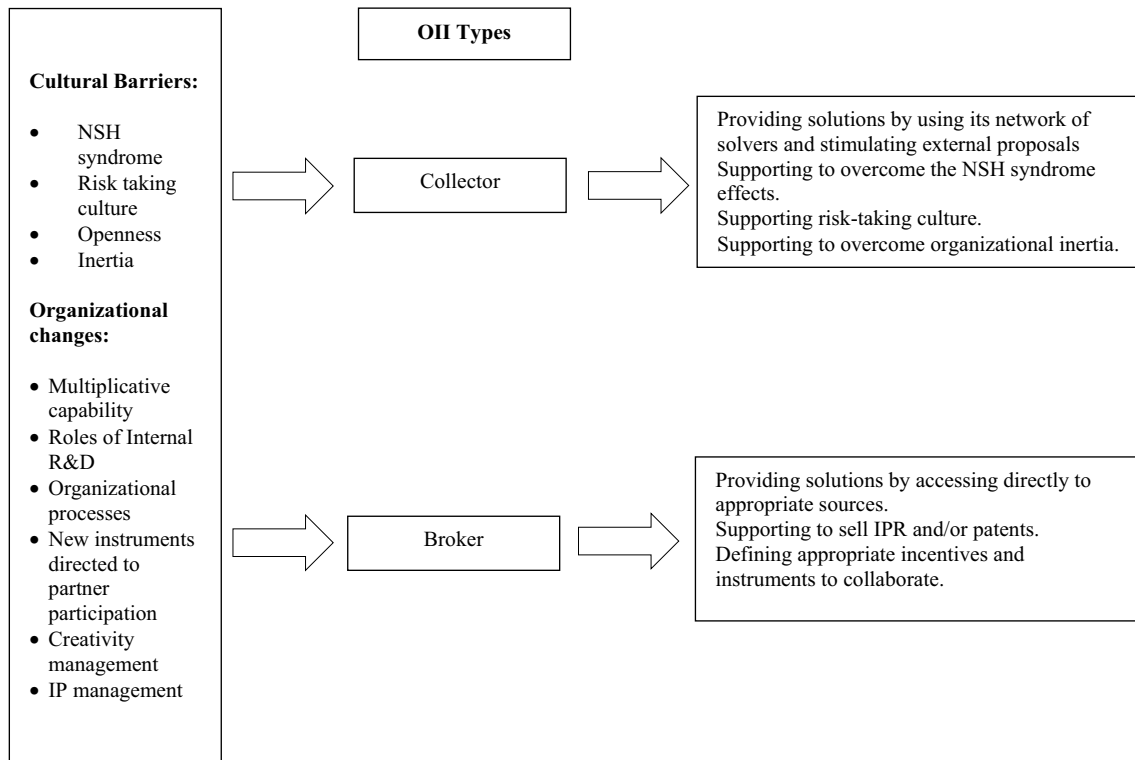 OII Types
Cultural Barriers:
• NSH
syndrome
• Risk taking
culture
• Openness
• Inertia
Organizational
changes:
• Multiplicative
capability
• Roles of Internal
R&D
• Organizational
processes
• New instruments
directed to
partner
participation
• Creativity
management
• IP management
Collector
Providing solutions by using its network of
solvers and stimulating external proposals
Supporting to overcome the NSH syndrome
effects.
Supporting risk-taking culture.
Supporting to overcome organizational inertia.
Broker
Providing solutions by accessing directly to
appropriate sources.
Supporting to sell IPR and/or patents.
Defining appropriate incentives and
instruments to collaborate.